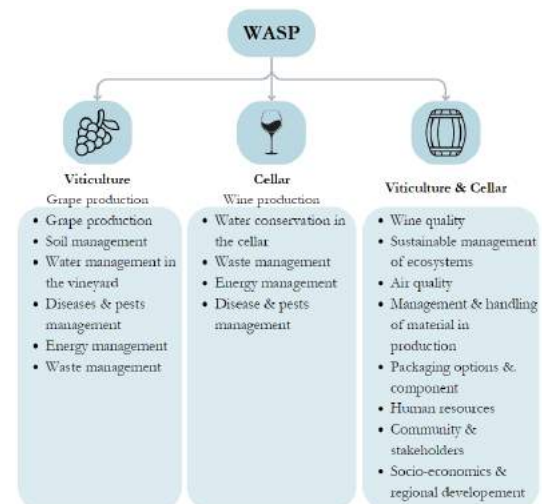 WASP
Viticulture
Grape production
• Grape production
• Soil management
• Water management in
the vineyard
• Diseases & pests
management
• Energy management
• Waste management
Cellar
Wine production
• Water conservation in
the cellar
• Waste management
• Energy management
• Disease & pests
management
Viticulture & Cellar
• Wine quality
• Sustainable management
of ecosystems
• Air quality
• Management & handling
of material in
production
• Packaging options &
component
• Human resources
• Community &
stakeholders
• Socio-economics &
regional developement